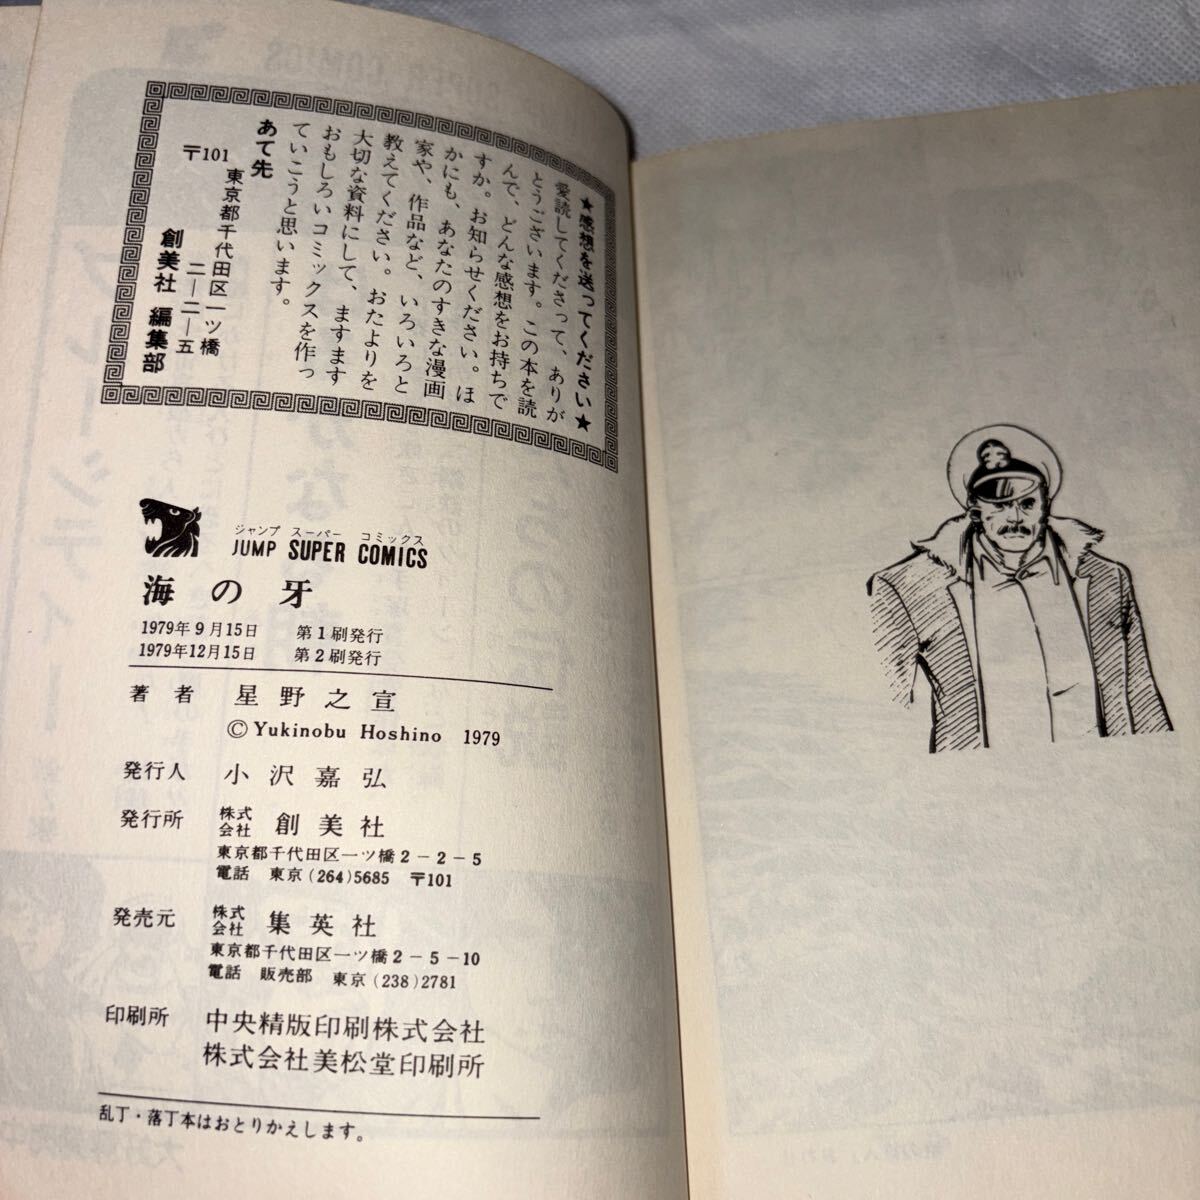 ★感想を送ってください★
愛読してくださって、ありが
とうございます。この本を読
んで、どんな感想をお持ちで
すか。お知らせください。ほ
かにも、あなたのすきな漫画
家や、作品など、いろいろと
教えてください。おたよりを
大切な資料にして、ますます
おもしろいコミックスを作っ
ていこうと思います。
あて先
〒101
東京都千代田区一ツ橋
二―二―五
創美社 編集部
ジャンプ スーパー コミックス
JUMP SUPER COMICS
海の牙
1979年9月15日 第1刷発行
1979年12月15日 第2刷発行
著者 星野之宣
©Yukinobu Hoshino 1979
発行人 小沢嘉弘
発行所 株式会社 創美社
東京都千代田区一ツ橋2-2-5
電話 東京(264)5685 〒101
発売元 株式会社 集英社
東京都千代田区一ツ橋2-5-10
電話 販売部 東京(238)2781
印刷所 中央精版印刷株式会社
株式会社美松堂印刷所
乱丁・落丁本はおとりかえします。